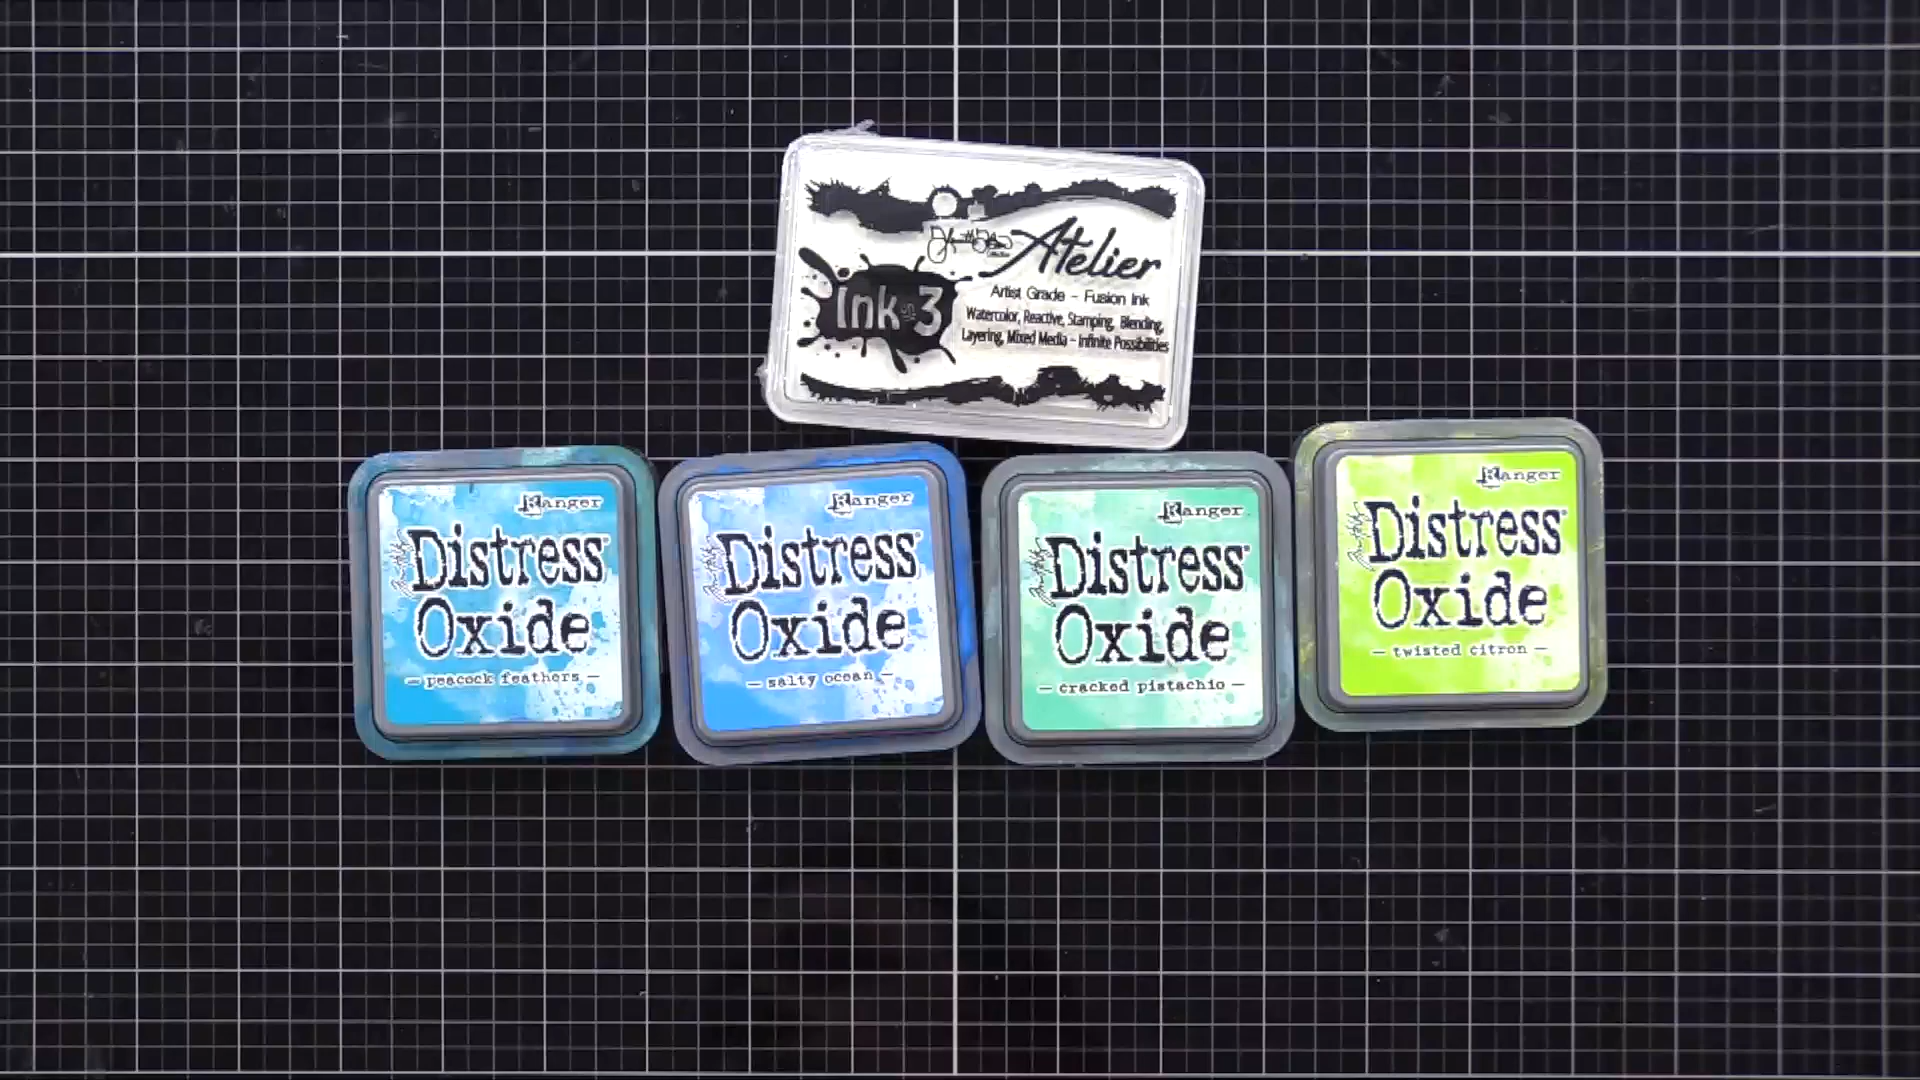 Atelier
Ink on 3
Artist Grade - Fusion Ink
Watercolor, Reactive, Stamping, Blending,
Layering, Mixed Media - Infinite Possibilities
Ranger
Distress
Oxide
— peacock feathers —
Ranger
Distress
Oxide
— salty ocean —
Ranger
Distress
Oxide
— cracked pistachio —
Ranger
Distress®
Oxide
— twisted citron —